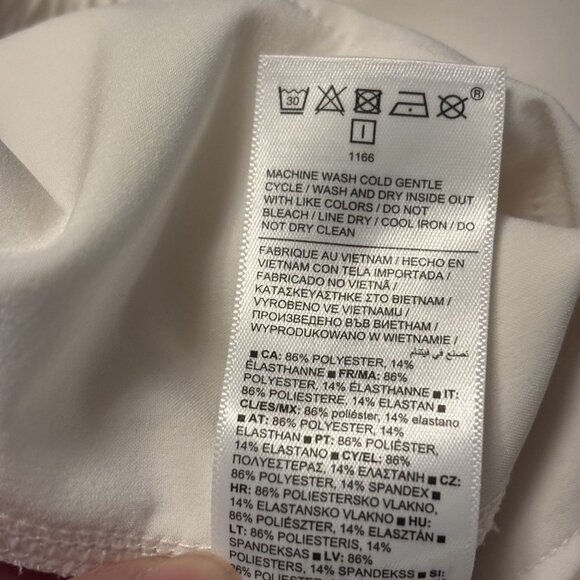 30 ®
I
1166
MACHINE WASH COLD GENTLE
CYCLE / WASH AND DRY INSIDE OUT
WITH LIKE COLORS / DO NOT
BLEACH / LINE DRY / COOL IRON / DO
NOT DRY CLEAN
FABRIQUE AU VIETNAM / HECHO EN
VIETNAM CON TELA IMPORTADA /
FABRICADO NO VIETNÃ /
ΚΑΤΑΣΚΕΥΑΣΤΗΚΕ ΣΤΟ ΒΙΕΤΝΑΜ /
VYROBENO VE VIETNAMU /
ПРОИЗВЕДЕНО ВЪВ ВИЕТНАМ /
WYPRODUKOWANO W WIETNAMIE /
تصنع في فيتنام
■ CA: 86% POLYESTER, 14%
ÉLASTHANNE ■ FR/MA: 86%
POLYESTER, 14% ÉLASTHANNE ■ IT:
86% POLIESTERE, 14% ELASTAN ■
CL/ES/MX: 86% poliéster, 14% elastano
■ AT: 86% POLYESTER, 14%
ELASTHAN ■ PT: 86% POLIÉSTER,
14% ELASTANO ■ CY/EL: 86%
ΠΟΛΥΕΣΤΕΡΑΣ, 14% ΕΛΑΣΤΑΝΗ ■ CZ:
86% POLYESTER, 14% SPANDEX ■
HR: 86% POLIESTERSKO VLAKNO,
14% ELASTANSKO VLAKNO ■ HU:
86% POLIÉSZTER, 14% ELASZTÁN ■
LT: 86% POLIESTERIS, 14%
SPANDEKSAS ■ LV: 86%
POLIESTERS, 14% SPANDEKSS ■ SI:
POLIESTER, 14%